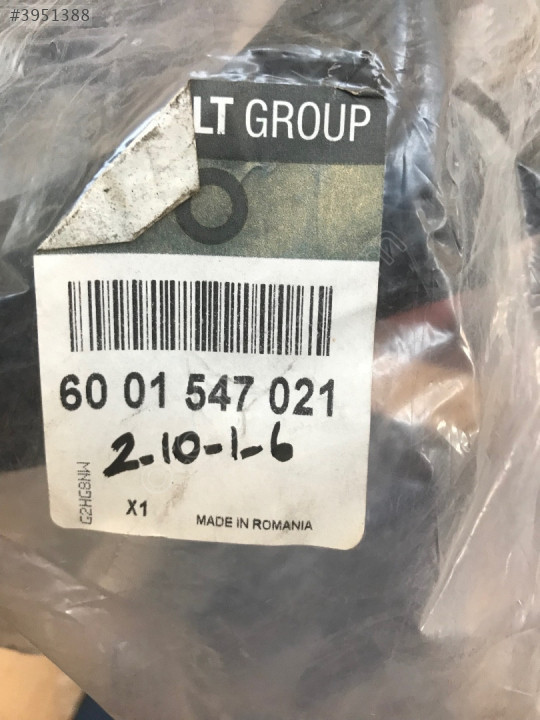 #3951388
LT GROUP
60 01 547 021
2-10-1-6
G2HG8NW
X1
MADE IN ROMANIA